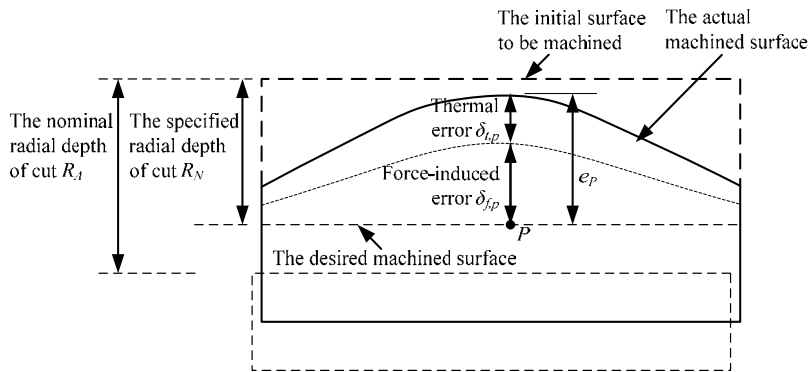 The initial surface
to be machined
The actual
machined surface
The nominal
radial depth
of cut R_A
The specified
radial depth
of cut R_N
Thermal
error δ_t,p
Force-induced
error δ_f,p
e_P
P
The desired machined surface